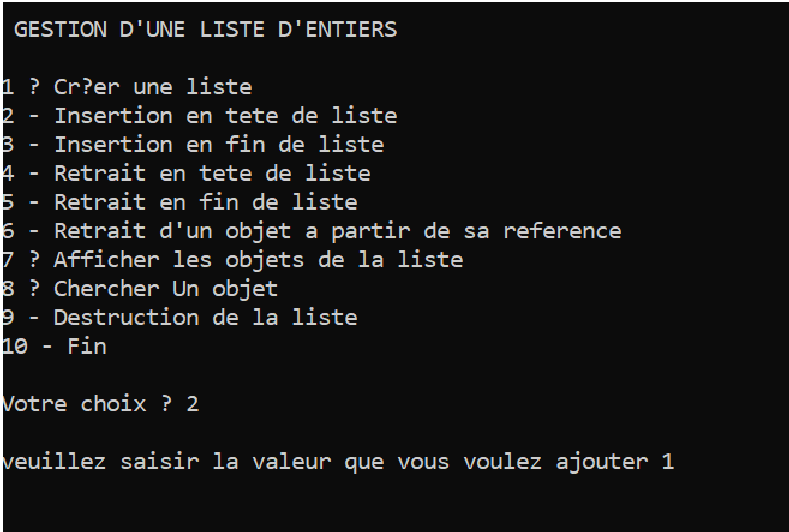 GESTION D'UNE LISTE D'ENTIERS
1 ? Cr?er une liste
2 - Insertion en tete de liste
3 - Insertion en fin de liste
4 - Retrait en tete de liste
5 - Retrait en fin de liste
6 - Retrait d'un objet a partir de sa reference
7 ? Afficher les objets de la liste
8 ? Chercher Un objet
9 - Destruction de la liste
10 - Fin
Votre choix ? 2
veuillez saisir la valeur que vous voulez ajouter 1